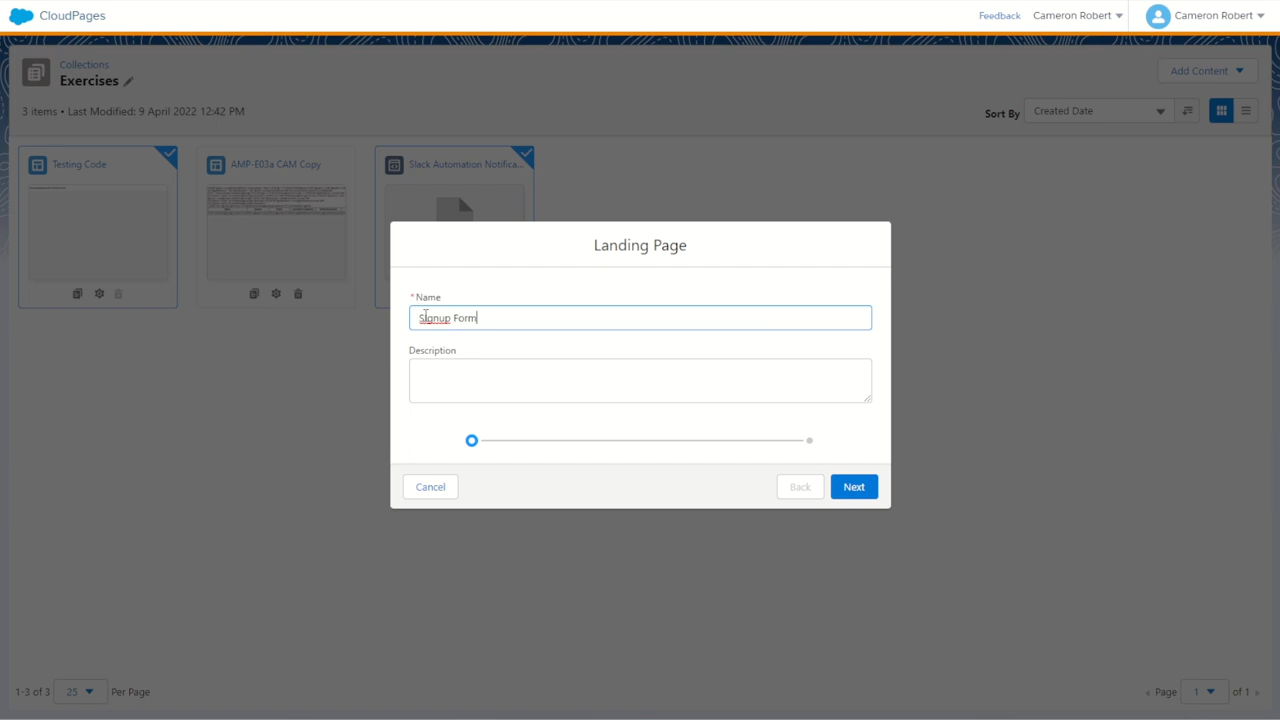 CloudPages
Feedback
Cameron Robert
Cameron Robert
Collections
Exercises
Add Content
3 items • Last Modified: 9 April 2022 12:42 PM
Sort By
Created Date
Testing Code
AMP-E03a CAM Copy
Slack Automation Notifica...
Landing Page
* Name
Signup Form
Description
Cancel
Back
Next
1-3 of 3
25
Per Page
Page
1
of 1